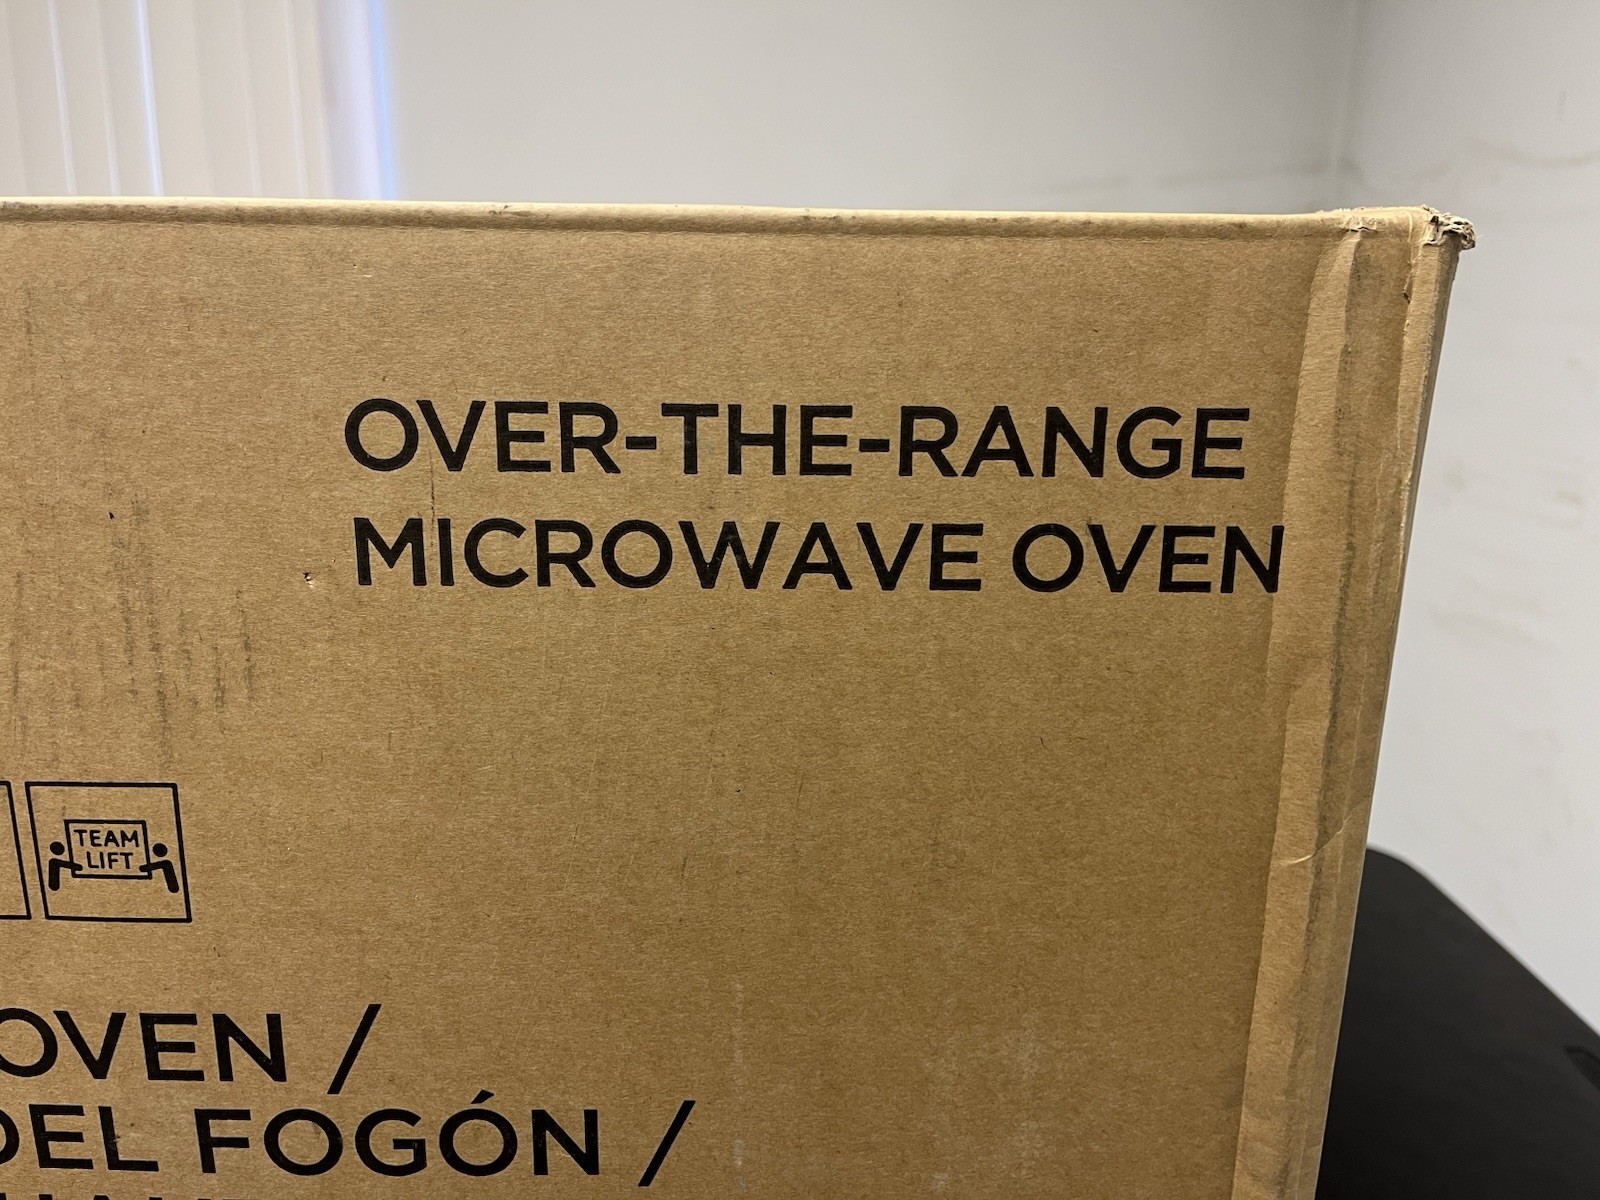 OVER-THE-RANGE
MICROWAVE OVEN
TEAM
LIFT
OVEN /
DEL FOGÓN /